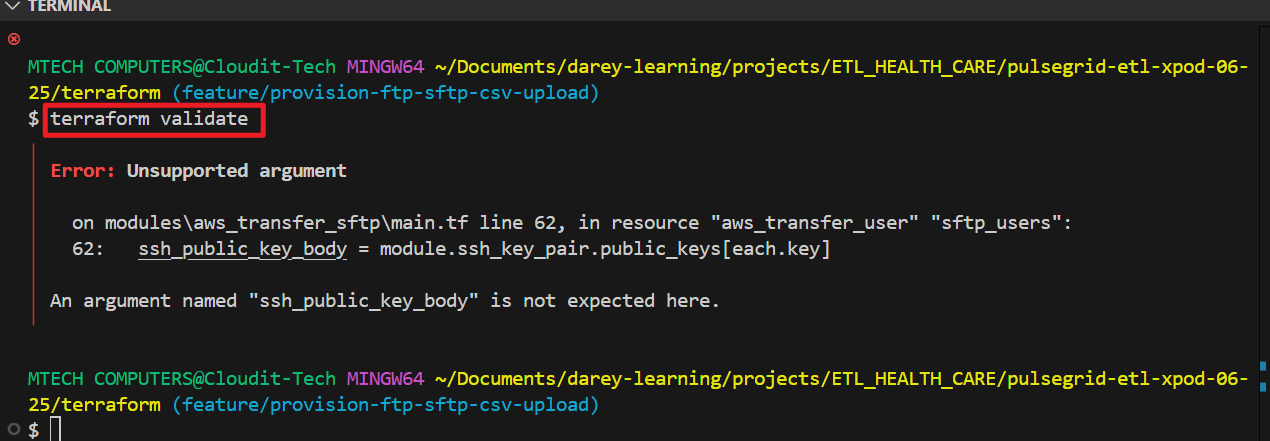 TERMINAL
MTECH COMPUTERS@Cloudit-Tech MINGW64 ~/Documents/darey-learning/projects/ETL_HEALTH_CARE/pulsegrid-etl-xpod-06-
25/terraform (feature/provision-ftp-sftp-csv-upload)
$ terraform validate
Error: Unsupported argument
on modules\aws_transfer_sftp\main.tf line 62, in resource "aws_transfer_user" "sftp_users":
62: ssh_public_key_body = module.ssh_key_pair.public_keys[each.key]
An argument named "ssh_public_key_body" is not expected here.
MTECH COMPUTERS@Cloudit-Tech MINGW64 ~/Documents/darey-learning/projects/ETL_HEALTH_CARE/pulsegrid-etl-xpod-06-
25/terraform (feature/provision-ftp-sftp-csv-upload)
$